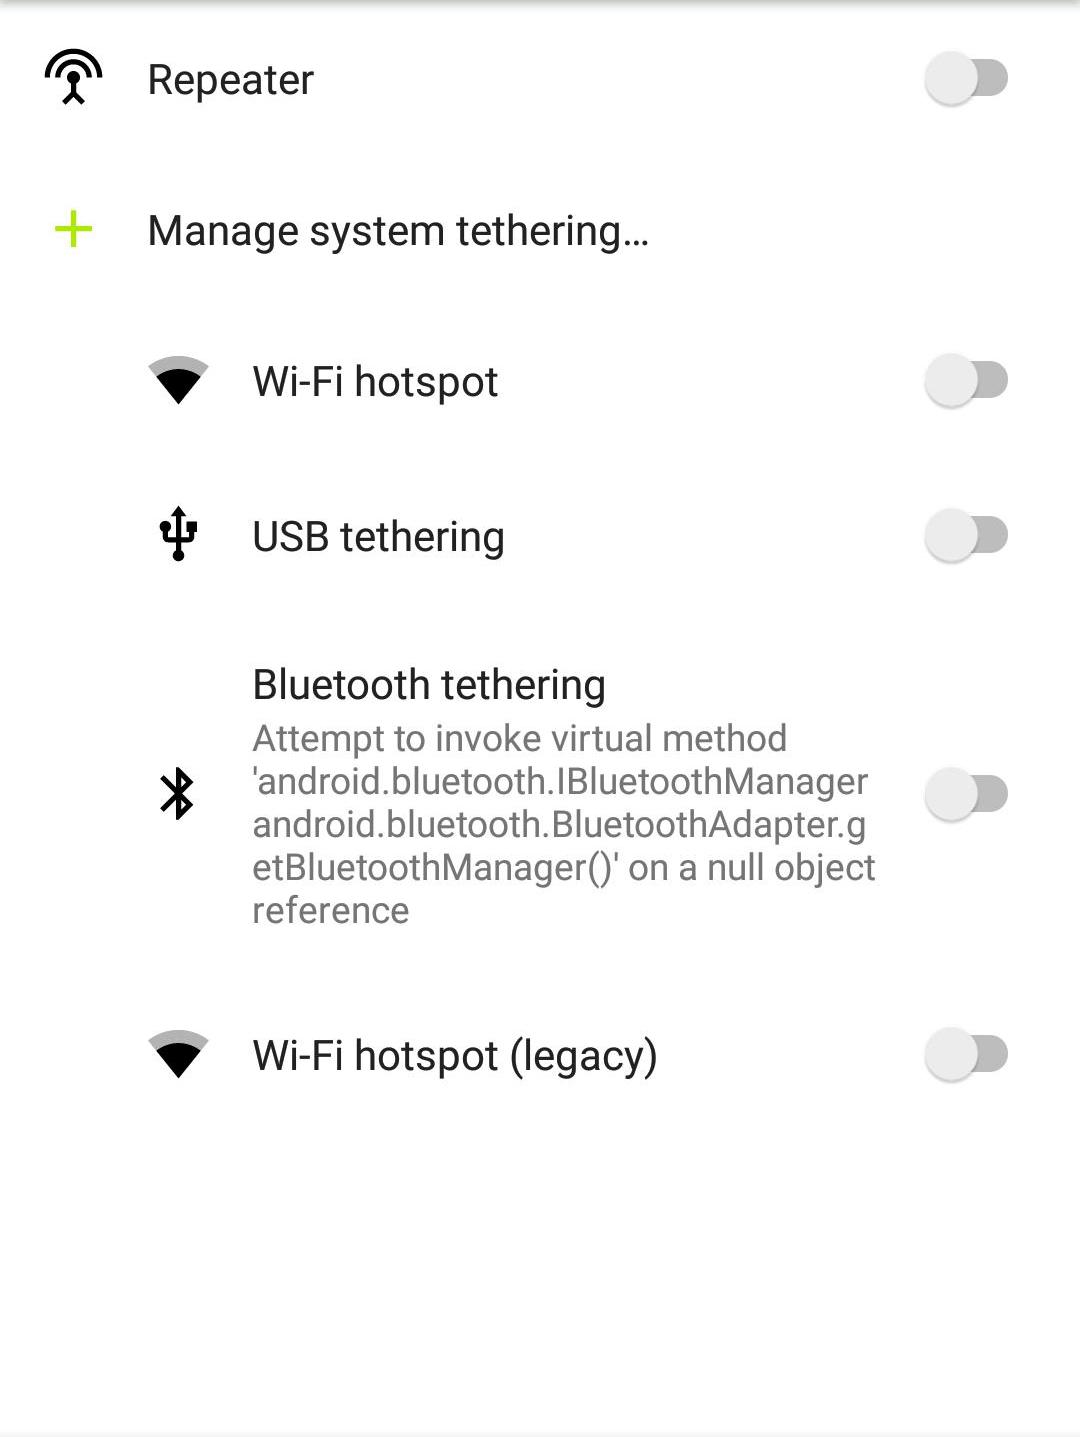 Repeater
Manage system tethering…
Wi-Fi hotspot
USB tethering
Bluetooth tethering
Attempt to invoke virtual method
'android.bluetooth.IBluetoothManager
android.bluetooth.BluetoothAdapter.g
etBluetoothManager()' on a null object
reference
Wi-Fi hotspot (legacy)